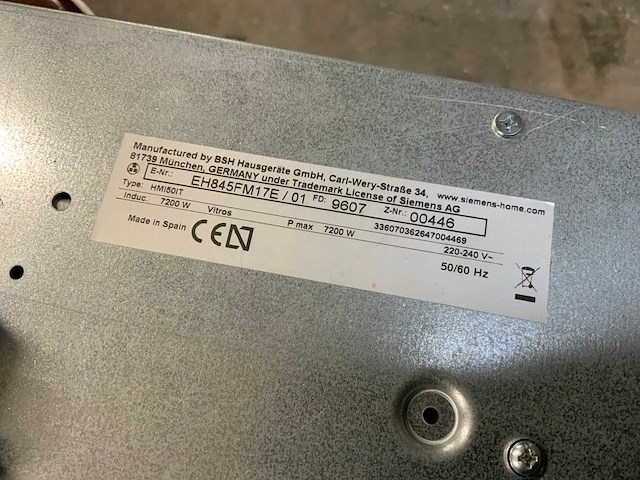 Manufactured by BSH Hausgeräte GmbH, Carl-Wery-Straße 34,
81739 München, GERMANY under Trademark License of Siemens AG www.siemens-home.com
E-Nr.: EH845FM17E / 01 FD: 9607 Z-Nr.: 00446
Type: HMI50IT 336070362647004469
Induc. 7200 W Vitros P max 7200 W 220-240 V~
Made in Spain CE N 50/60 Hz